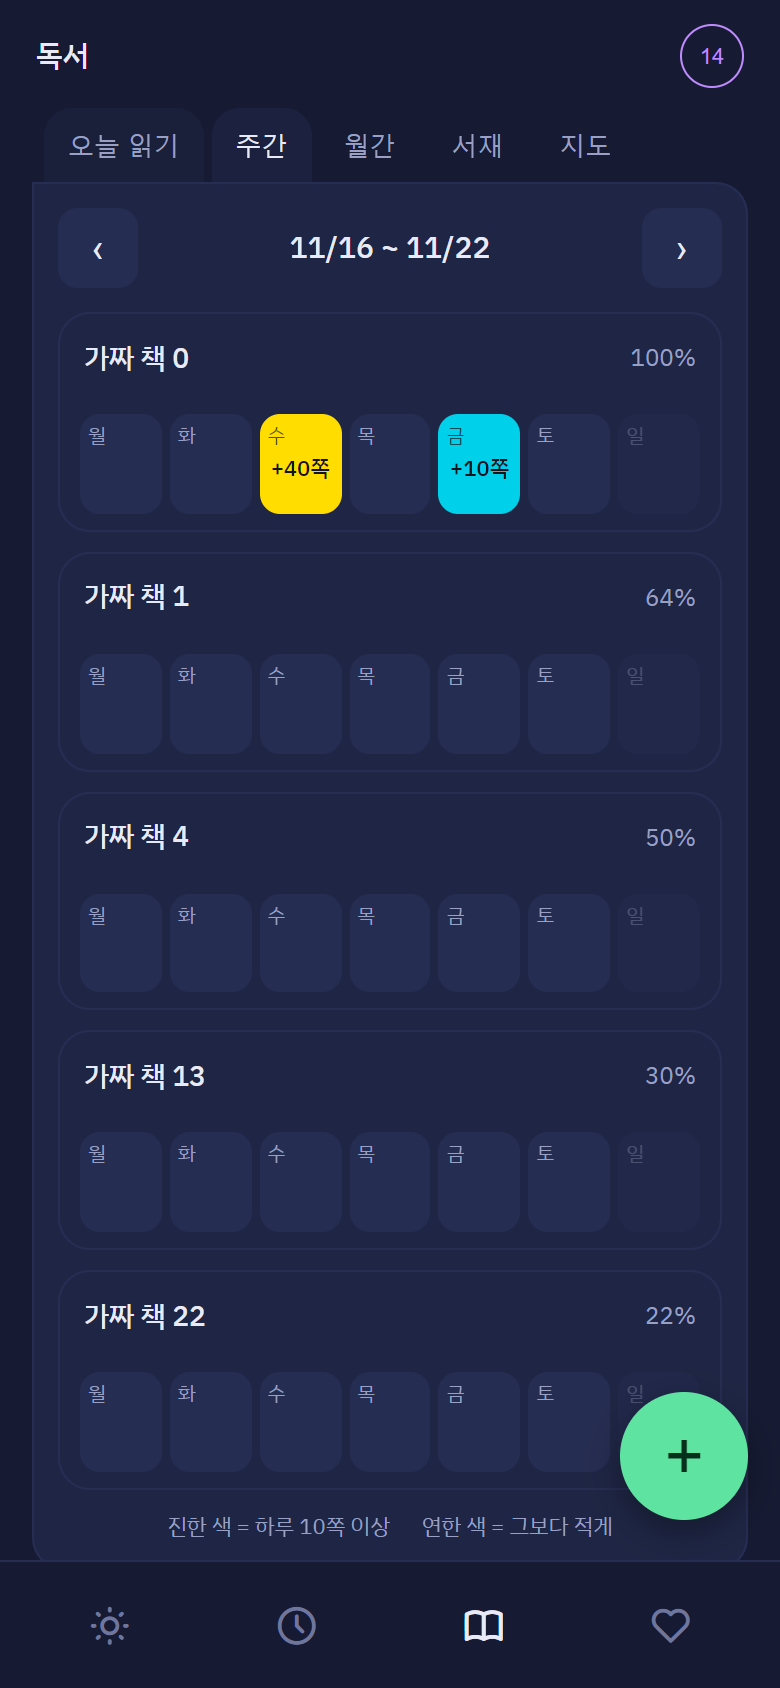 독서
14
오늘 읽기 주간 월간 서재 지도
‹ 11/16 ~ 11/22 ›
가짜 책 0 100%
월 화 수 목 금 토 일
+40쪽 +10쪽
가짜 책 1 64%
월 화 수 목 금 토 일
가짜 책 4 50%
월 화 수 목 금 토 일
가짜 책 13 30%
월 화 수 목 금 토 일
가짜 책 22 22%
월 화 수 목 금 토 일
+
진한 색 = 하루 10쪽 이상 연한 색 = 그보다 적게